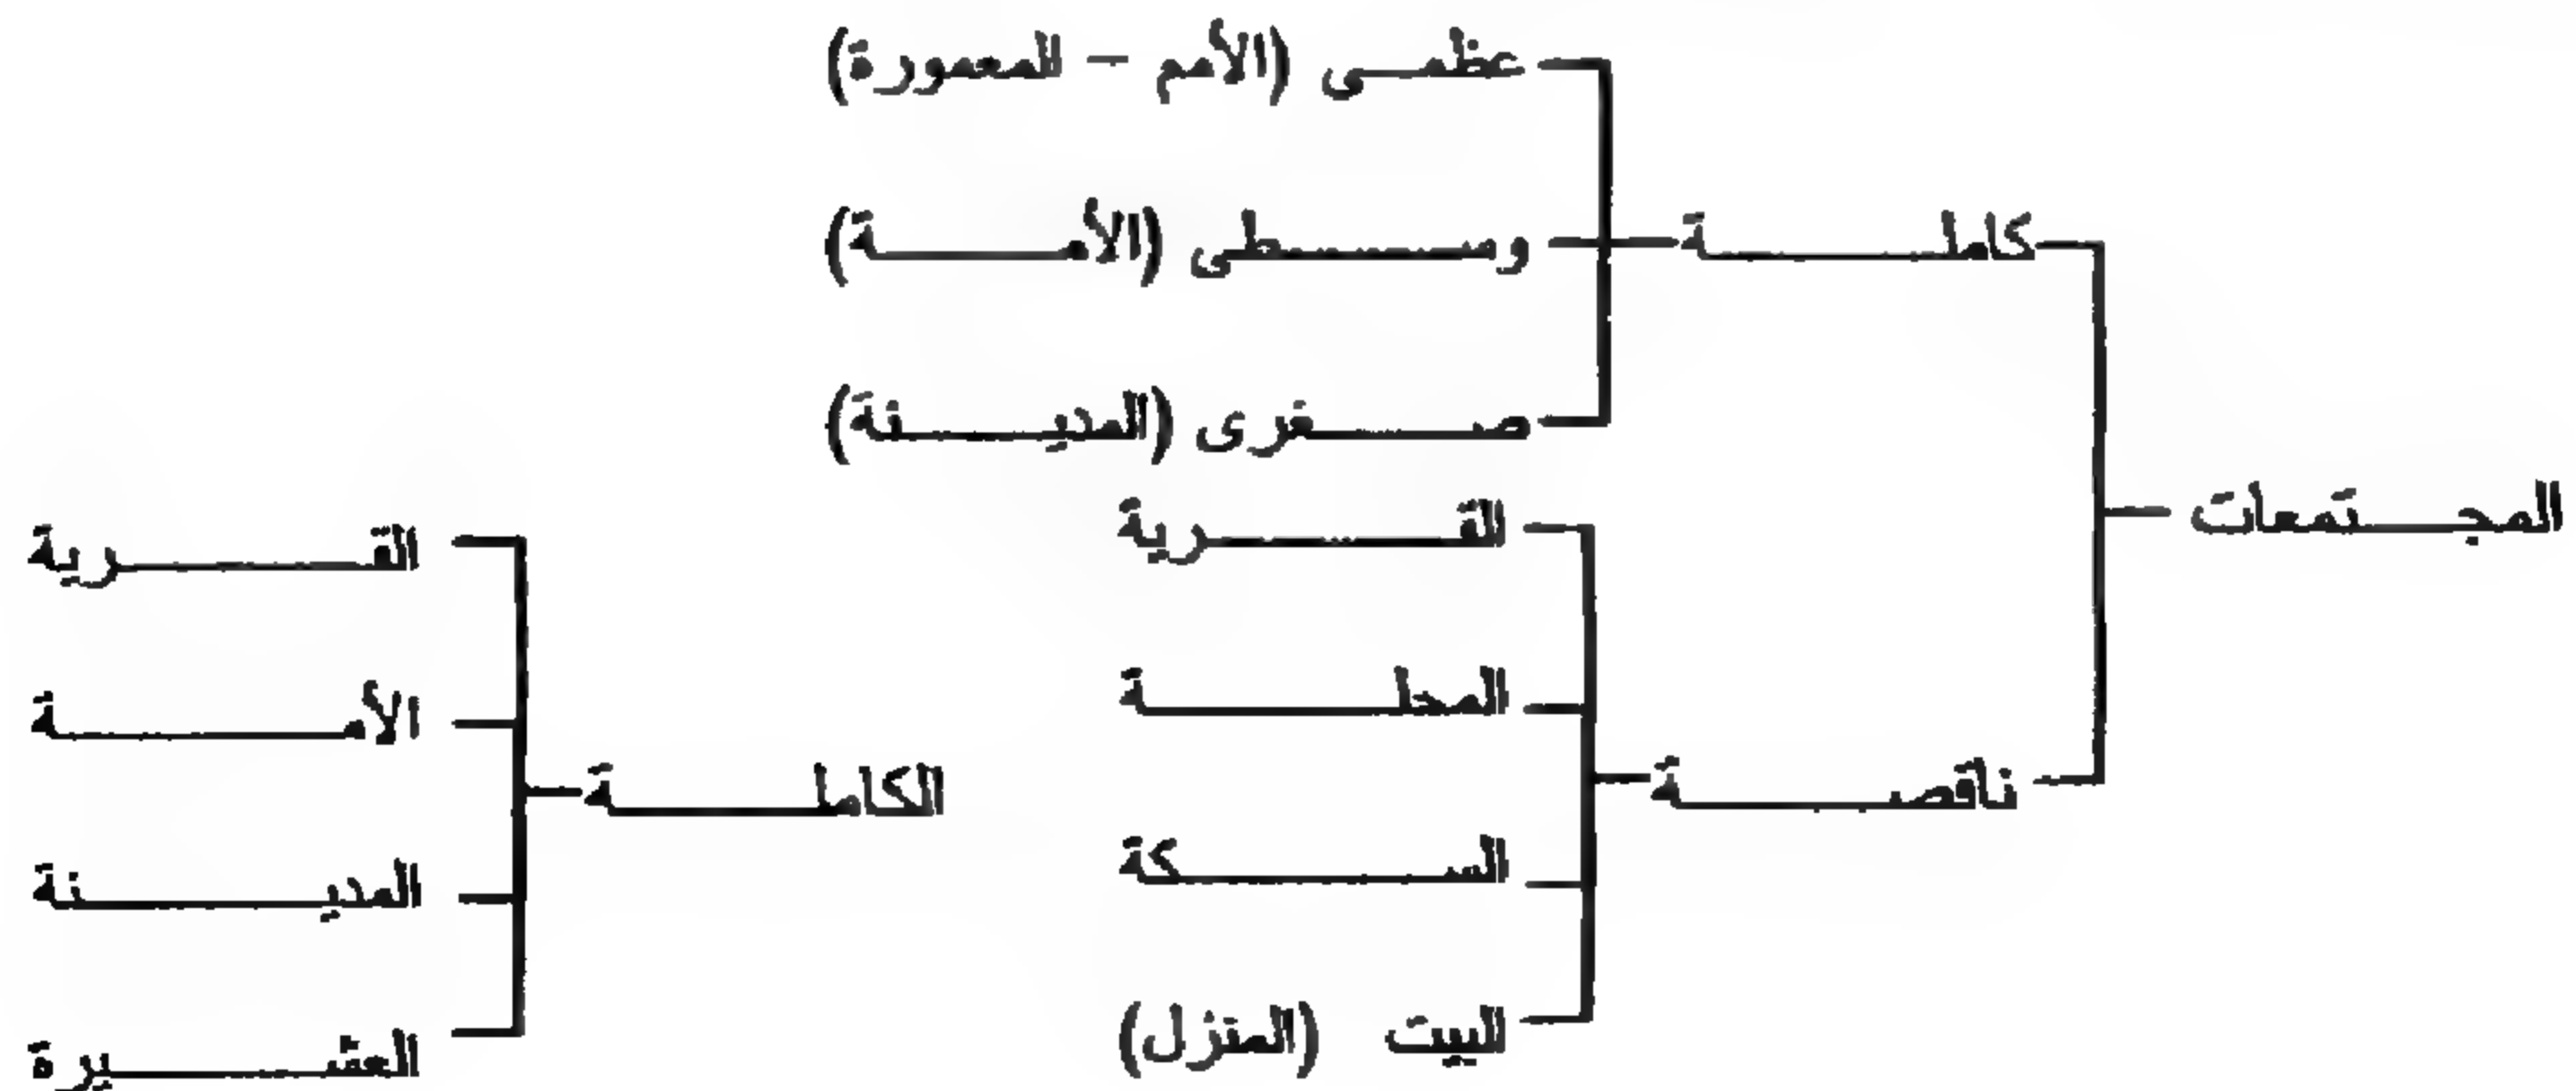 عظمى (الأمم – المعمورة)
كاملة وسطى (الأمة)
صغرى (المدينة)
المجتمعات
القرية
المحلة
ناقصة
السكة
البيت (المنزل)
القرية
الأمة
الكاملة
المدينة
العشيرة